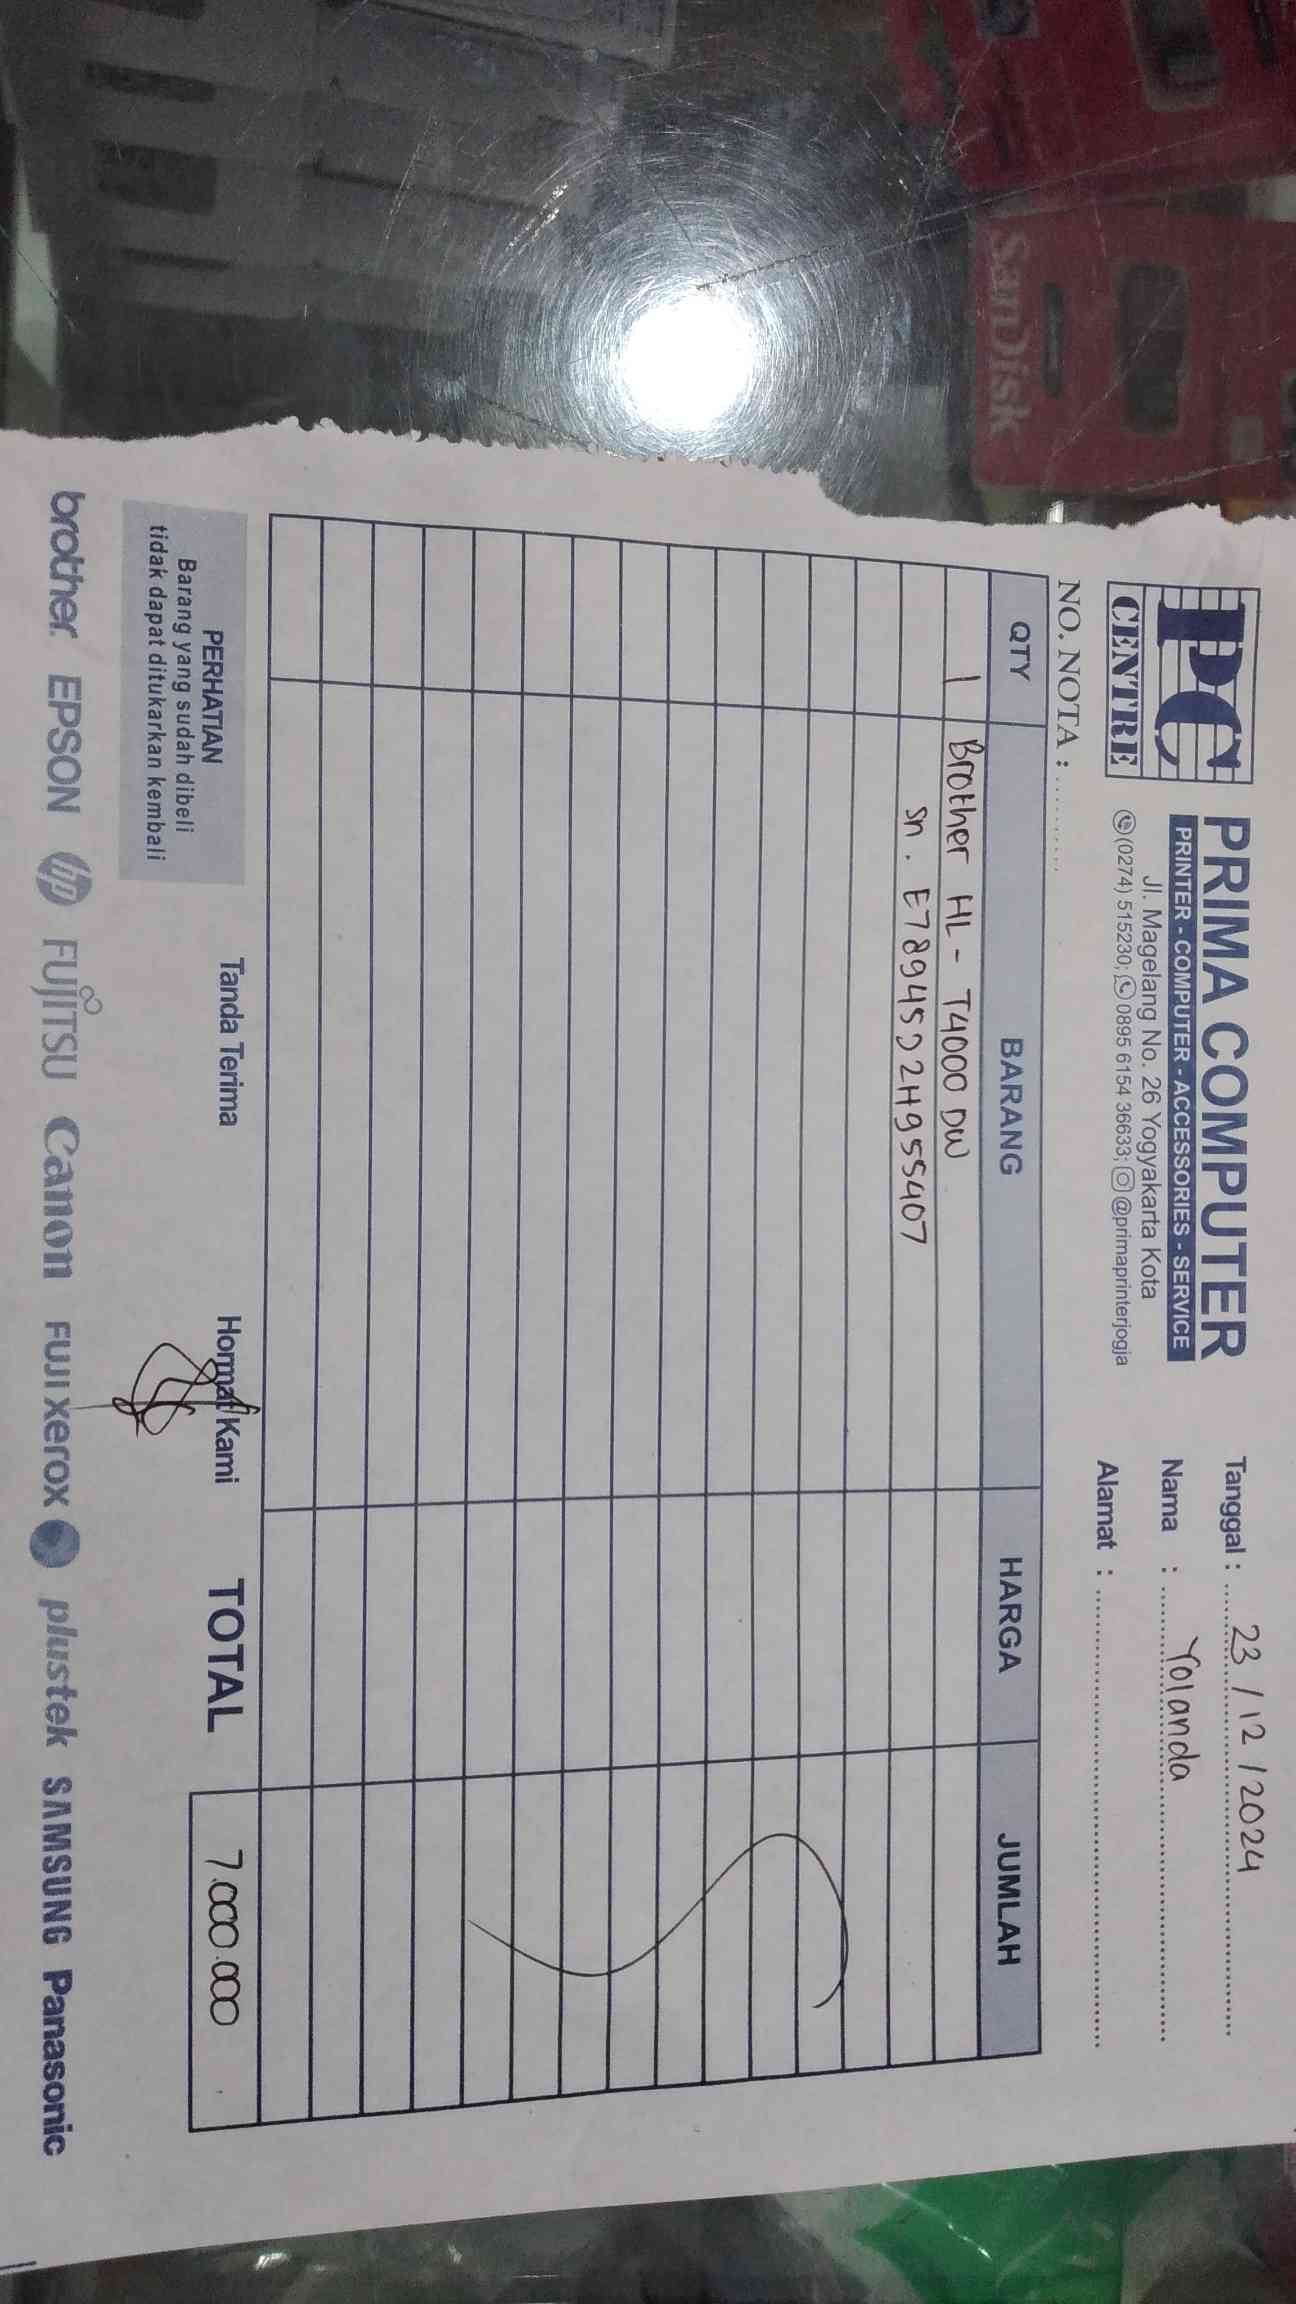 SanDisk
PC
CENTRE
PRIMA COMPUTER
PRINTER - COMPUTER - ACCESSORIES - SERVICE
Jl. Magelang No. 26 Yogyakarta Kota
(0274) 515230; 0895 6154 36633; @primaprinterjogja
Tanggal : 23/12/2024
Nama : Yolanda
Alamat :
NO. NOTA :
QTY BARANG HARGA JUMLAH
1 Brother HL - T4000 DW
Sn. E78945D2H955407
PERHATIAN
Barang yang sudah dibeli
tidak dapat ditukarkan kembali
Tanda Terima
Hormat Kami
TOTAL 7.000.000
brother EPSON hp FUJITSU Canon FUJI XEROX plustek SAMSUNG Panasonic